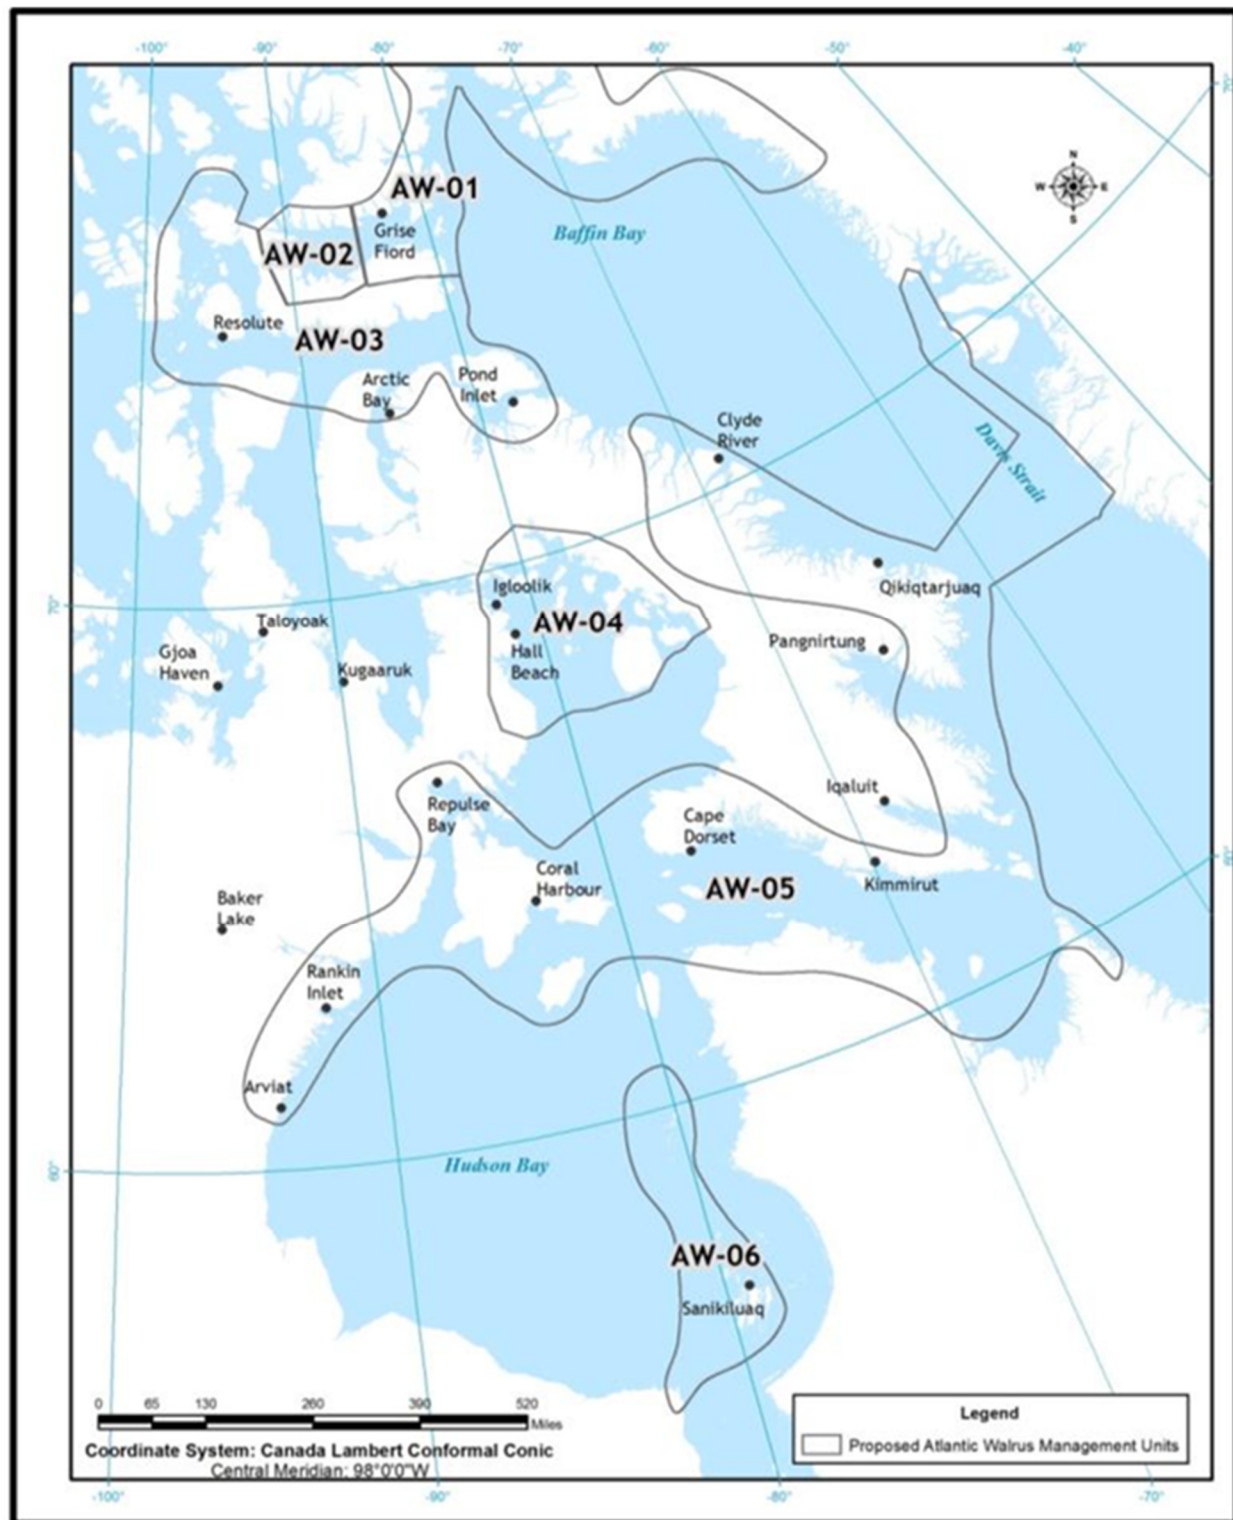 -100° -90° -80° -70° -60° -50° -40°
70°
N
W E
S
AW-01
Grise
Fiord
Baffin Bay
AW-02
Resolute
AW-03
Arctic
Bay
Pond
Inlet
Clyde
River
Davis Strait
Igloolik
Qikiqtarjuaq
70°
Taloyoak
AW-04
Hall
Beach
Pangnirtung
Gjoa
Haven
Kugaaruk
Iqaluit
Repulse
Bay
Cape
Dorset
60°
Coral
Harbour
AW-05
Kimmirut
Baker
Lake
Rankin
Inlet
Arviat
60°
Hudson Bay
AW-06
Sanikiluaq
0 65 130 260 390 520
Miles
Coordinate System: Canada Lambert Conformal Conic
Central Meridian: 98°0'0"W
Legend
Proposed Atlantic Walrus Management Units
-100° -90° -80° -70°